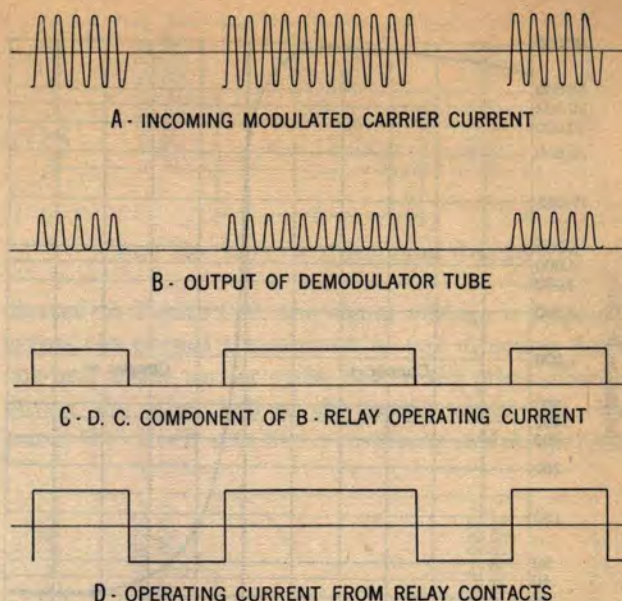 A - INCOMING MODULATED CARRIER CURRENT
B - OUTPUT OF DEMODULATOR TUBE
C - D. C. COMPONENT OF B - RELAY OPERATING CURRENT
D - OPERATING CURRENT FROM RELAY CONTACTS